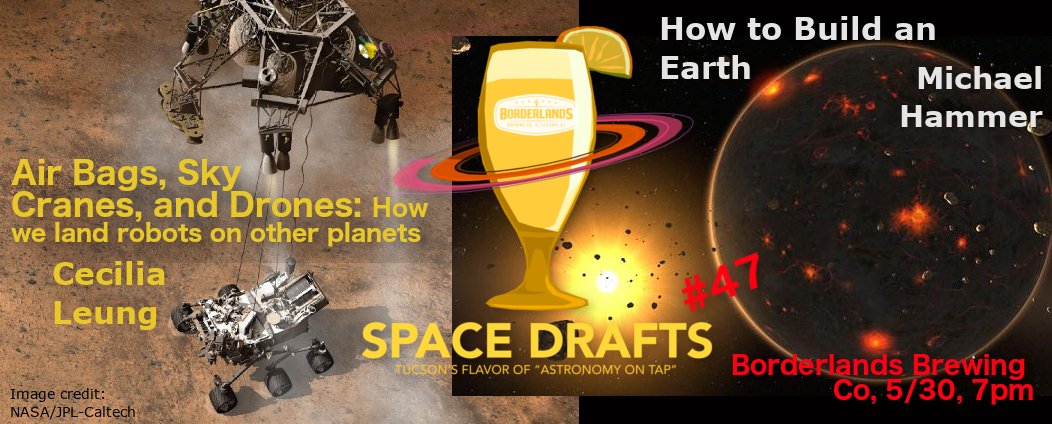 Air Bags, Sky
Cranes, and Drones: How
we land robots on other planets
Cecilia
Leung
Image credit:
NASA/JPL-Caltech
BORDERLANDS
SPACE DRAFTS
TUCSON'S FLAVOR OF "ASTRONOMY ON TAP"
#47
How to Build an
Earth
Michael
Hammer
Borderlands Brewing
Co, 5/30, 7pm